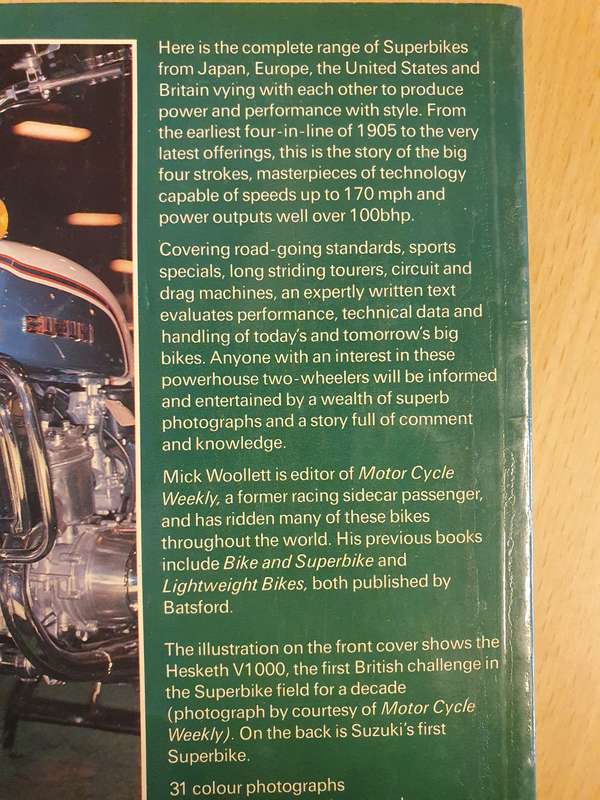 Here is the complete range of Superbikes
from Japan, Europe, the United States and
Britain vying with each other to produce
power and performance with style. From
the earliest four-in-line of 1905 to the very
latest offerings, this is the story of the big
four strokes, masterpieces of technology
capable of speeds up to 170 mph and
power outputs well over 100bhp.
Covering road-going standards, sports
specials, long striding tourers, circuit and
drag machines, an expertly written text
evaluates performance, technical data and
handling of today's and tomorrow's big
bikes. Anyone with an interest in these
powerhouse two-wheelers will be informed
and entertained by a wealth of superb
photographs and a story full of comment
and knowledge.
Mick Woollett is editor of Motor Cycle
Weekly, a former racing sidecar passenger,
and has ridden many of these bikes
throughout the world. His previous books
include Bike and Superbike and
Lightweight Bikes, both published by
Batsford.
The illustration on the front cover shows the
Hesketh V1000, the first British challenge in
the Superbike field for a decade
(photograph by courtesy of Motor Cycle
Weekly). On the back is Suzuki's first
Superbike.
31 colour photographs